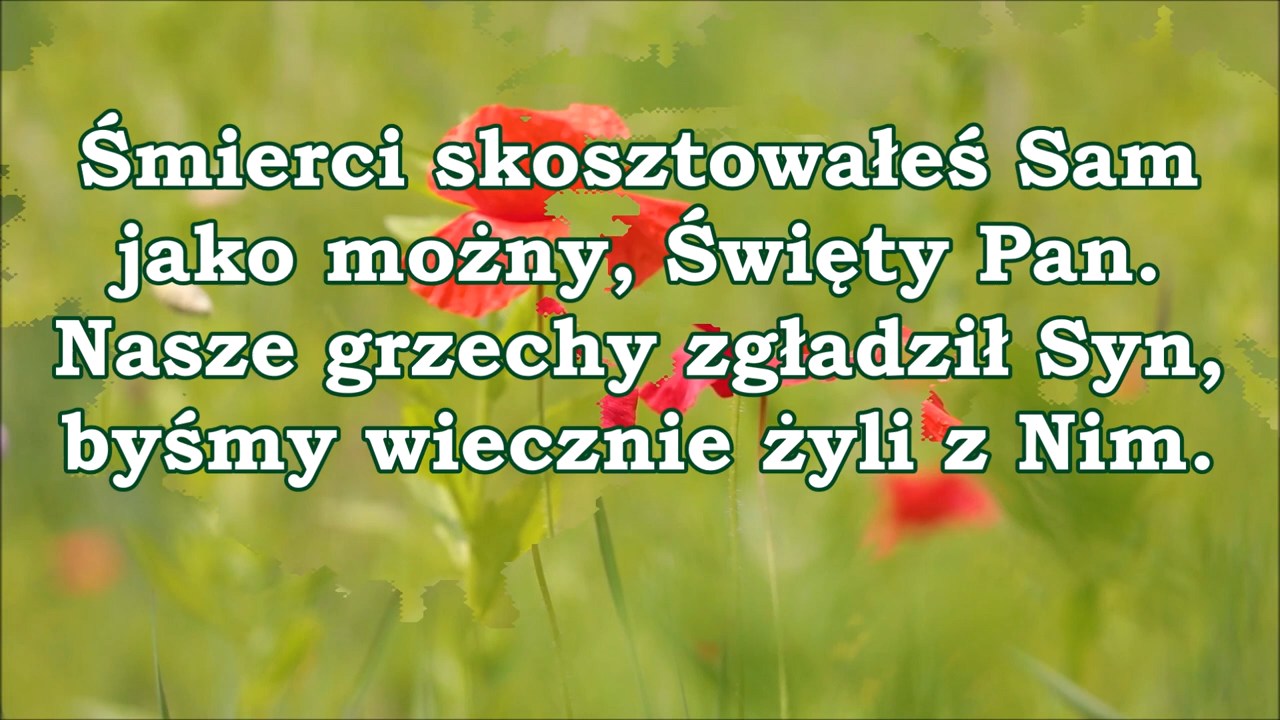 Śmierci skosztowałeś Sam
jako możny, Święty Pan.
Nasze grzechy zgładził Syn,
byśmy wiecznie żyli z Nim.